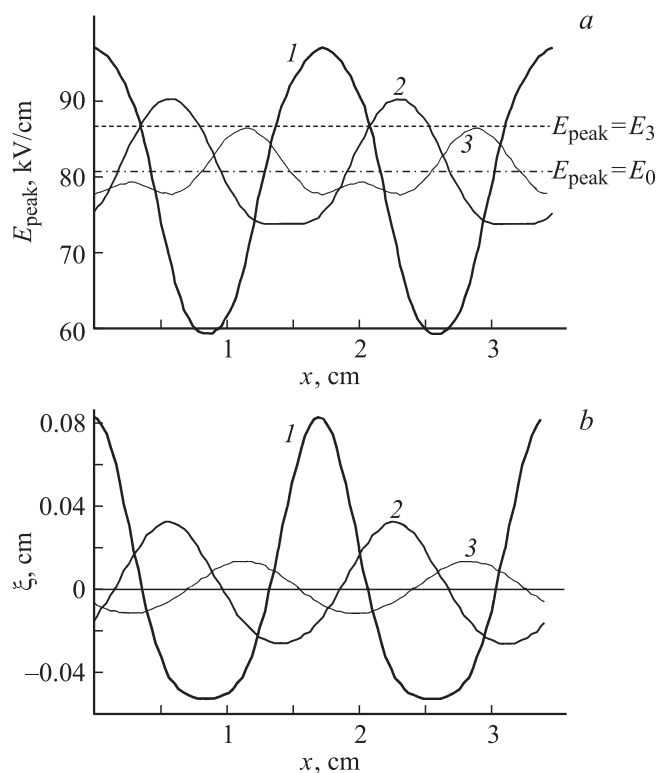 a
1
2
3
90
80
70
60
E_peak, kV/cm
E_peak = E_3
E_peak = E_0
1 2 3
x, cm
b
1
2
3
0.08
0.04
0
–0.04
ξ, cm
1 2 3
x, cm